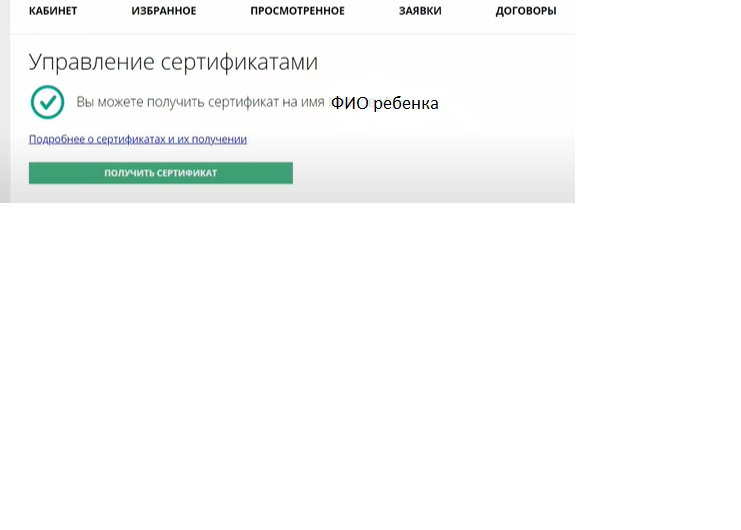 КАБИНЕТ ИЗБРАННОЕ ПРОСМОТРЕННОЕ ЗАЯВКИ ДОГОВОРЫ
Управление сертификатами
Вы можете получить сертификат на имя ФИО ребенка
Подробнее о сертификатах и их получении
ПОЛУЧИТЬ СЕРТИФИКАТ